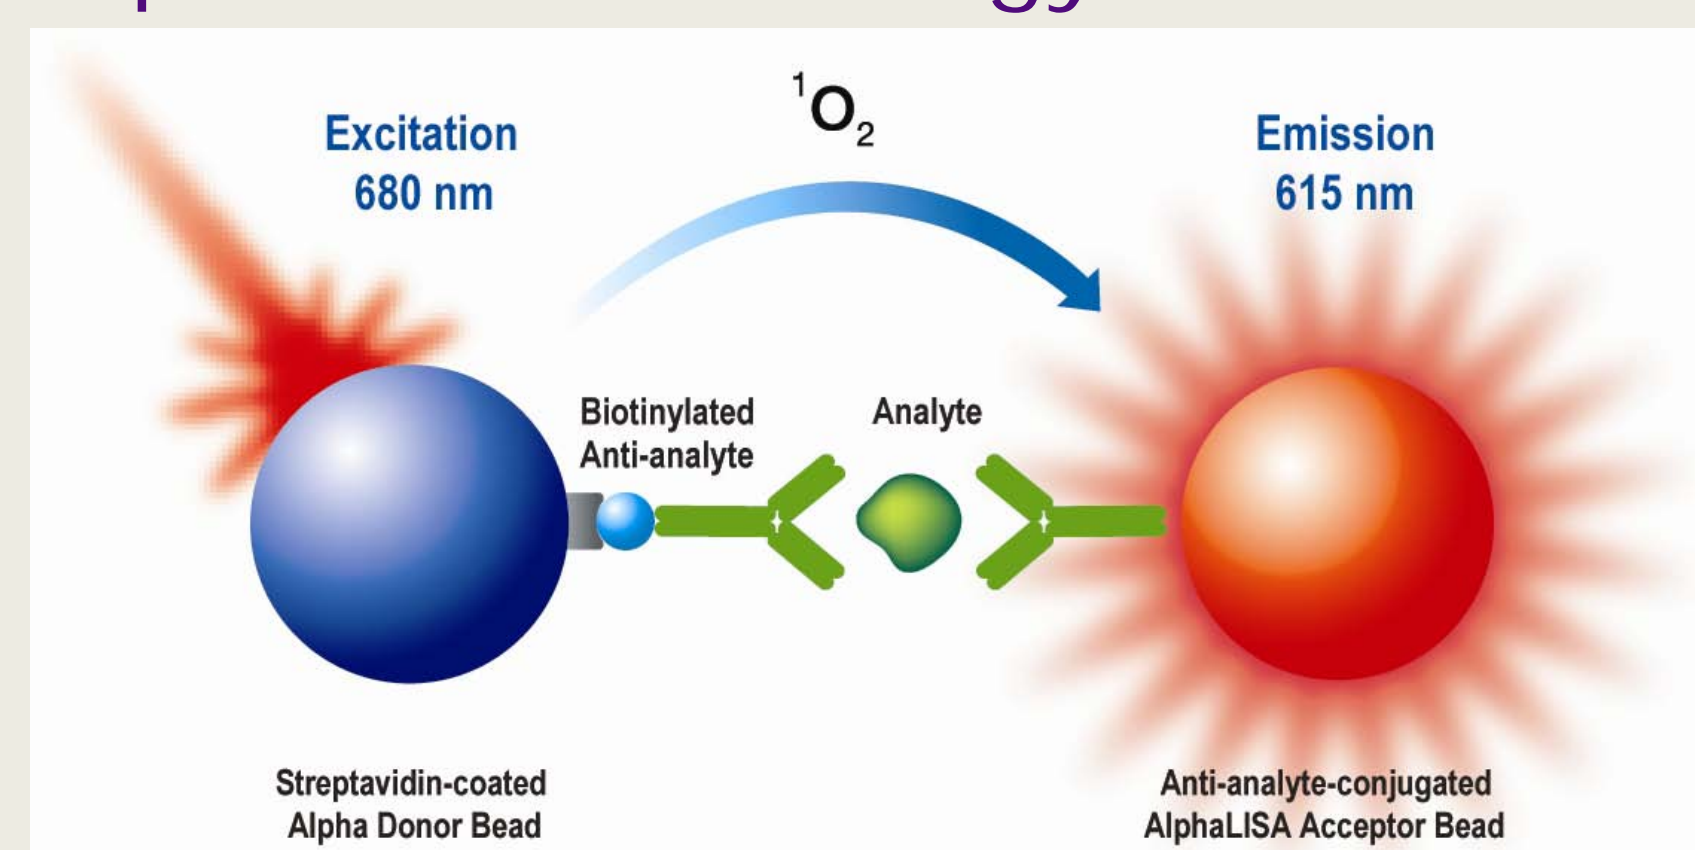 Excitation
680 nm
¹O₂
Emission
615 nm
Biotinylated
Anti-analyte
Analyte
Streptavidin-coated
Alpha Donor Bead
Anti-analyte-conjugated
AlphaLISA Acceptor Bead